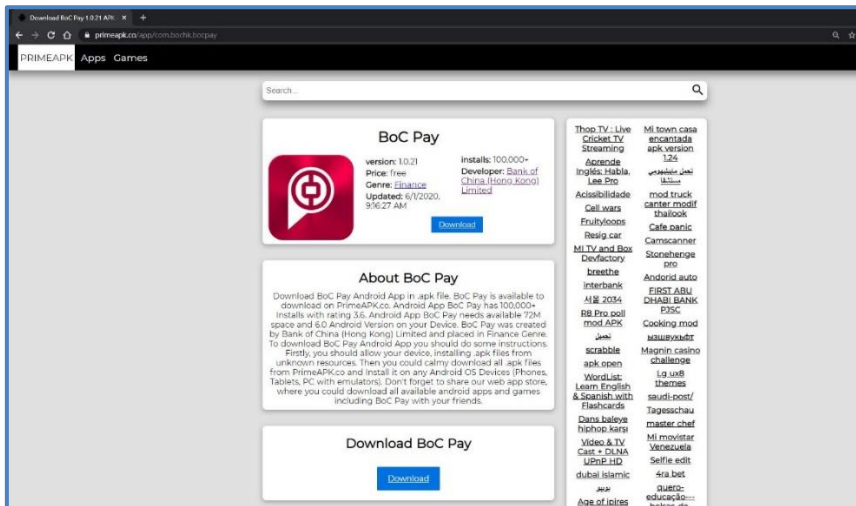 Download BoC Pay 1.0.21 APK
primeapk.co/app/com.bochk.bocpay
PRIMEAPK Apps Games
Search...
BoC Pay
version: 1.0.21
Price: free
Genre: Finance
Updated: 6/1/2020,
9:16:27 AM
installs: 100,000+
Developer: Bank of
China (Hong Kong)
Limited
Download
About BoC Pay
Download BoC Pay Android App in .apk file. BoC Pay is available to
download on PrimeAPK.co. Android App BoC Pay has 100,000+
Installs with rating 3.6. Android App BoC Pay needs available 72M
space and 6.0 Android Version on your Device. BoC Pay was created
by Bank of China (Hong Kong) Limited and placed in Finance Genre.
To download BoC Pay Android App you should do some instructions.
Firstly, you should allow your device, installing .apk files from
unknown resources. Then you could calmy download all .apk files
from PrimeAPK.co and Install it on any Android OS Devices (Phones,
Tablets, PC with emulators). Don't forget to share our web app store,
where you could download all available android apps and games
including BoC Pay with your friends.
Download BoC Pay
Download
Thop TV : Live
Cricket TV
Streaming
Aprende
Inglés: Habla,
Lee Pro
Acissibilidade
Cell wars
Fruityloops
Resig car
MI TV and Box
Devfactory
breethe
interbank
서울 2034
R8 Pro poll
mod APK
تحميل
scrabble
apk open
WordList:
Learn English
& Spanish with
Flashcards
Dans baleye
hiphop karşı
Video & TV
Cast + DLNA
UPnP HD
dubai islamic
Age of ipires
Mi town casa
encantada
apk version
1.24
mod truck
canter modif
thailook
Cafe panic
Camscanner
Stonehenge
pro
Andorid auto
FIRST ABU
DHABI BANK
PJSC
Cooking mod
Magnin casino
challenge
Lg ux8
themes
saudi-post/
Tagesschau
master chef
Mi movistar
Venezuela
Selfie edit
4ra bet
quero-
educação---